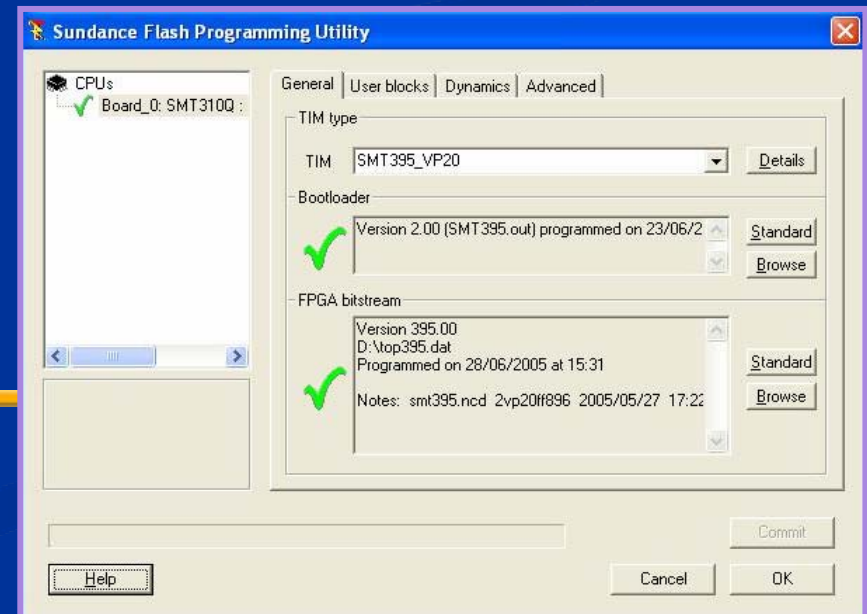 Sundance Flash Programming Utility
CPUs
Board_0: SMT310Q :
General User blocks Dynamics Advanced
TIM type
TIM SMT395_VP20 Details
Bootloader
Version 2.00 (SMT395.out) programmed on 23/06/2
Standard
Browse
FPGA bitstream
Version 395.00
D:\top395.dat
Programmed on 28/06/2005 at 15:31
Notes: smt395.ncd 2vp20ff896 2005/05/27 17:22
Standard
Browse
Commit
Help Cancel OK